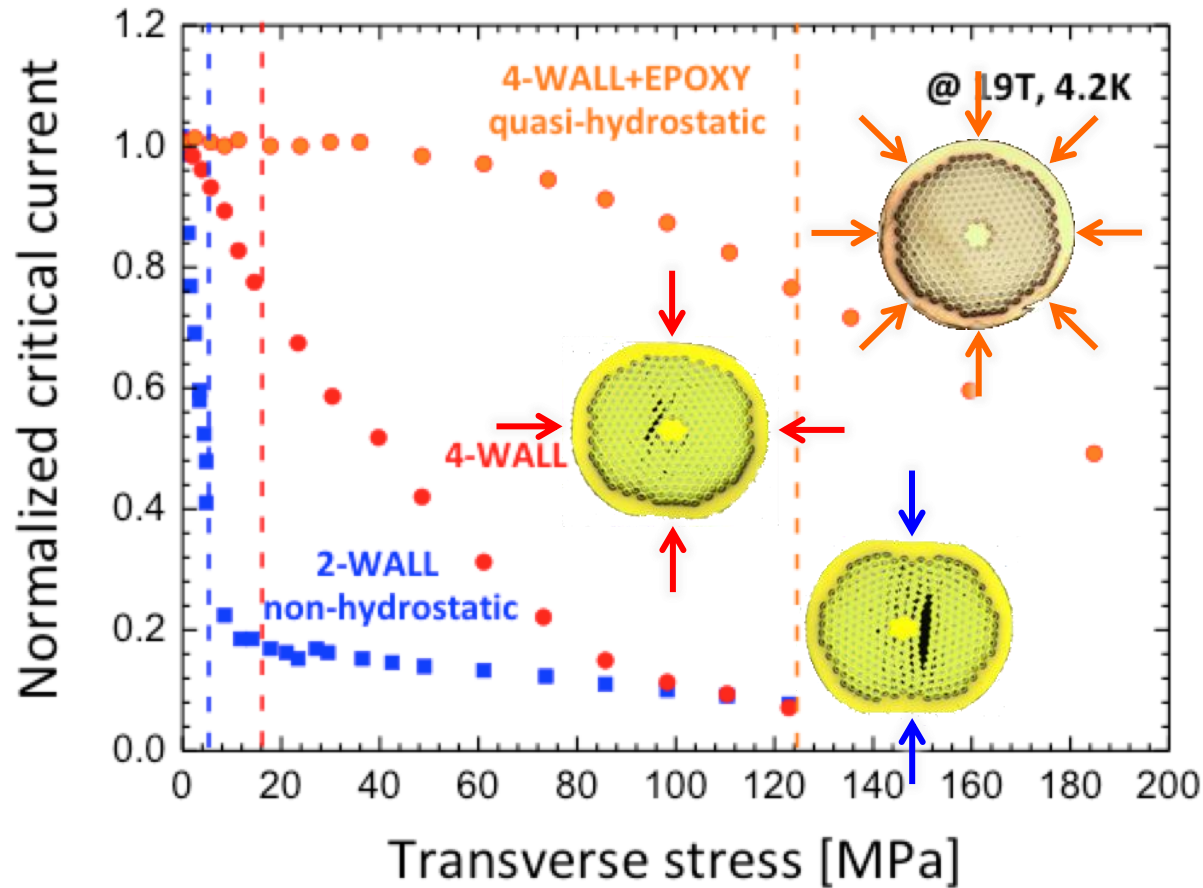 Normalized critical current
1.2
1.0
0.8
0.6
0.4
0.2
0.0
4-WALL+EPOXY
quasi-hydrostatic
@ 19T, 4.2K
4-WALL
2-WALL
non-hydrostatic
0
20
40
60
80
100
120
140
160
180
200
Transverse stress [MPa]